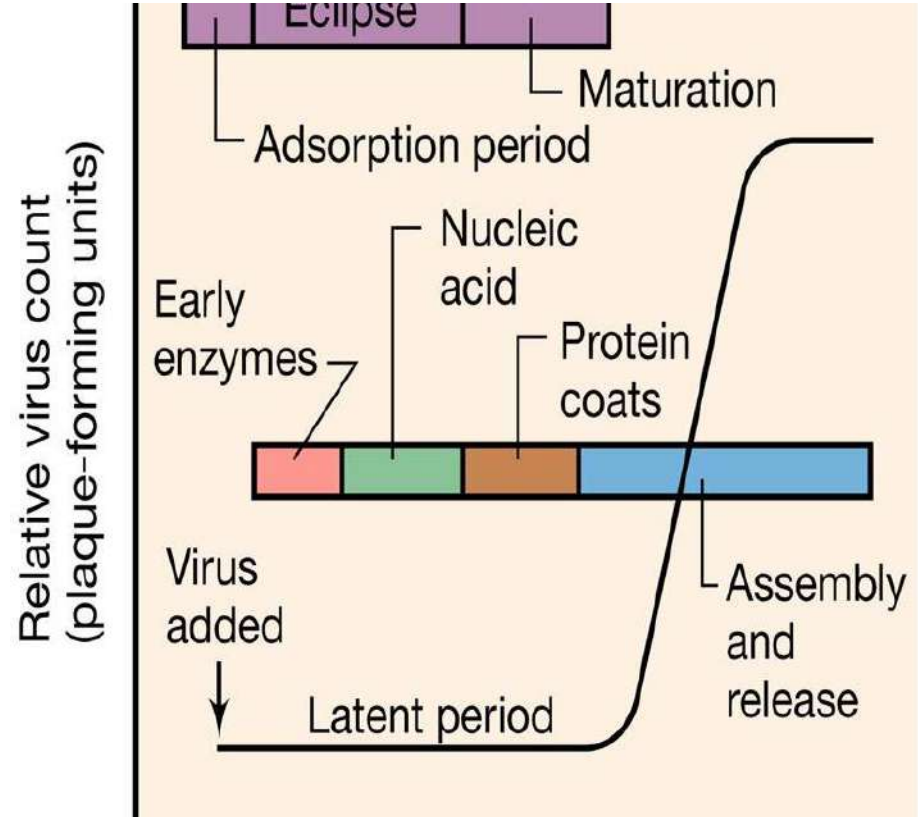 Relative virus count
(plaque-forming units)
Eclipse
Maturation
Adsorption period
Nucleic
acid
Early
enzymes
Protein
coats
Virus
added
Assembly
and
release
Latent period